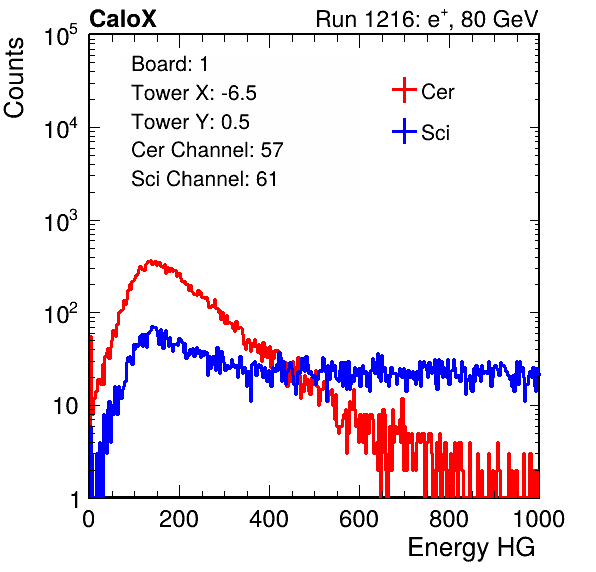 CaloX Run 1216: e⁺, 80 GeV
Counts
10⁵
10⁴
10³
10²
10
1
Board: 1
Tower X: -6.5
Tower Y: 0.5
Cer Channel: 57
Sci Channel: 61
Cer
Sci
0 200 400 600 800 1000
Energy HG